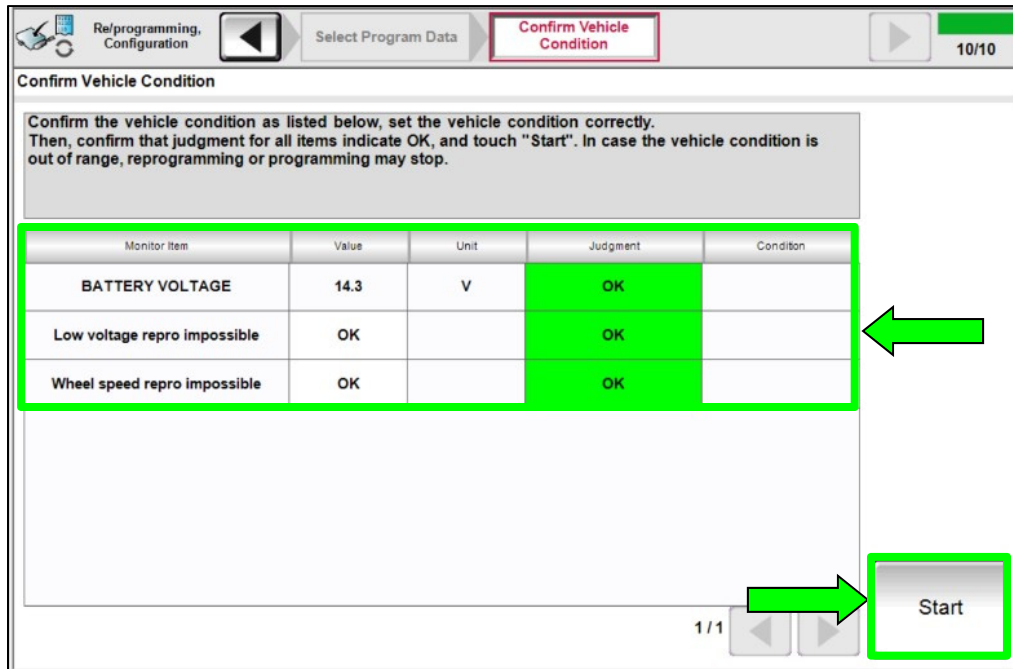 Re/programming,
Configuration
Select Program Data
Confirm Vehicle
Condition
10/10
Confirm Vehicle Condition
Confirm the vehicle condition as listed below, set the vehicle condition correctly.
Then, confirm that judgment for all items indicate OK, and touch "Start". In case the vehicle condition is
out of range, reprogramming or programming may stop.
Monitor Item Value Unit Judgment Condition
BATTERY VOLTAGE 14.3 V OK
Low voltage repro impossible OK OK
Wheel speed repro impossible OK OK
Start
1 / 1